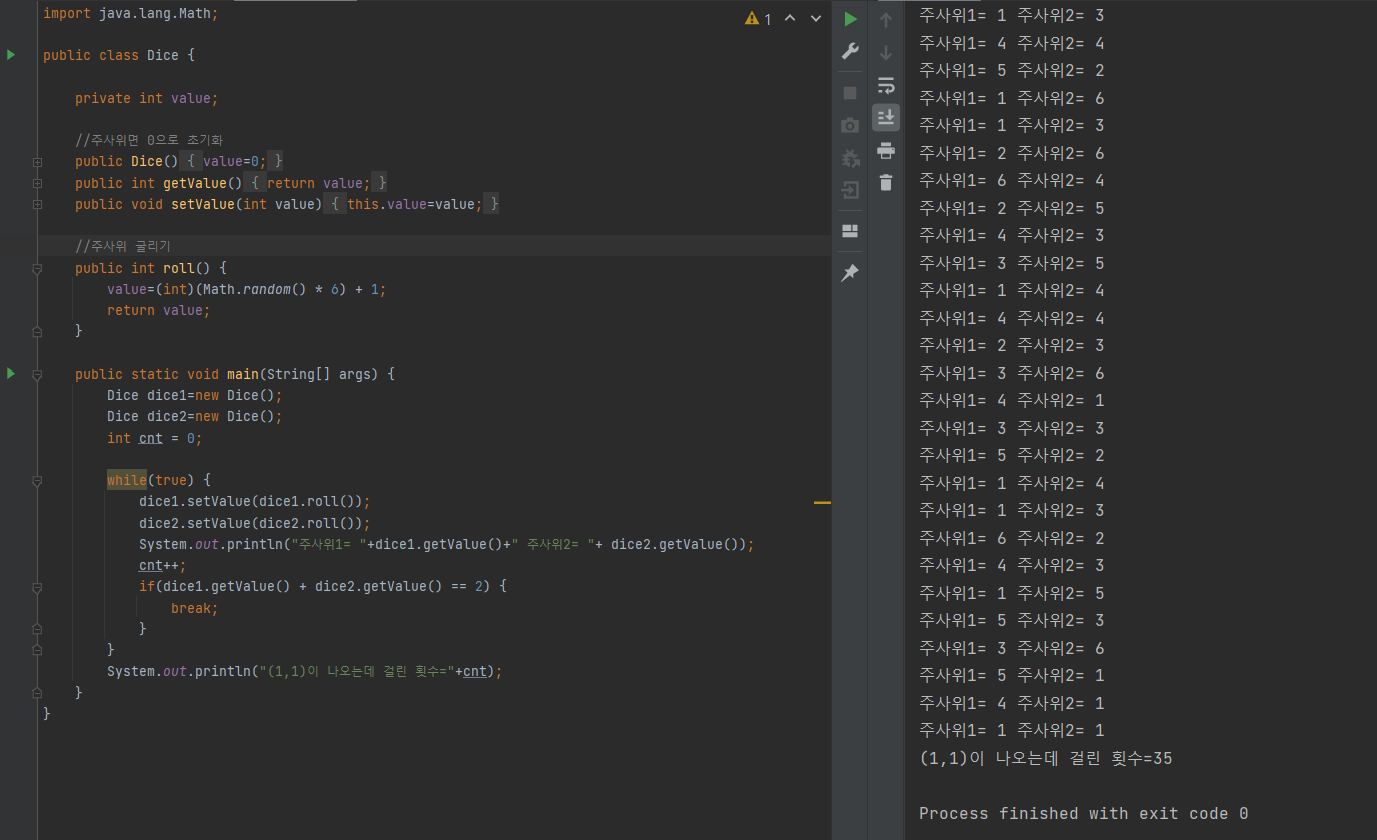 import java.lang.Math;
1
public class Dice {
private int value;
//주사위면 0으로 초기화
public Dice() { value=0; }
public int getValue() { return value; }
public void setValue(int value) { this.value=value; }
//주사위 굴리기
public int roll() {
value=(int)(Math.random() * 6) + 1;
return value;
}
public static void main(String[] args) {
Dice dice1=new Dice();
Dice dice2=new Dice();
int cnt = 0;
while(true) {
dice1.setValue(dice1.roll());
dice2.setValue(dice2.roll());
System.out.println("주사위1= "+dice1.getValue()+" 주사위2= "+ dice2.getValue());
cnt++;
if(dice1.getValue() + dice2.getValue() == 2) {
break;
}
}
System.out.println("(1,1)이 나오는데 걸린 횟수="+cnt);
}
}
주사위1= 1 주사위2= 3
주사위1= 4 주사위2= 4
주사위1= 5 주사위2= 2
주사위1= 1 주사위2= 6
주사위1= 1 주사위2= 3
주사위1= 2 주사위2= 6
주사위1= 6 주사위2= 4
주사위1= 2 주사위2= 5
주사위1= 4 주사위2= 3
주사위1= 3 주사위2= 5
주사위1= 1 주사위2= 4
주사위1= 4 주사위2= 4
주사위1= 2 주사위2= 3
주사위1= 3 주사위2= 6
주사위1= 4 주사위2= 1
주사위1= 3 주사위2= 3
주사위1= 5 주사위2= 2
주사위1= 1 주사위2= 4
주사위1= 1 주사위2= 3
주사위1= 6 주사위2= 2
주사위1= 4 주사위2= 3
주사위1= 1 주사위2= 5
주사위1= 5 주사위2= 3
주사위1= 3 주사위2= 6
주사위1= 5 주사위2= 1
주사위1= 4 주사위2= 1
주사위1= 1 주사위2= 1
(1,1)이 나오는데 걸린 횟수=35
Process finished with exit code 0